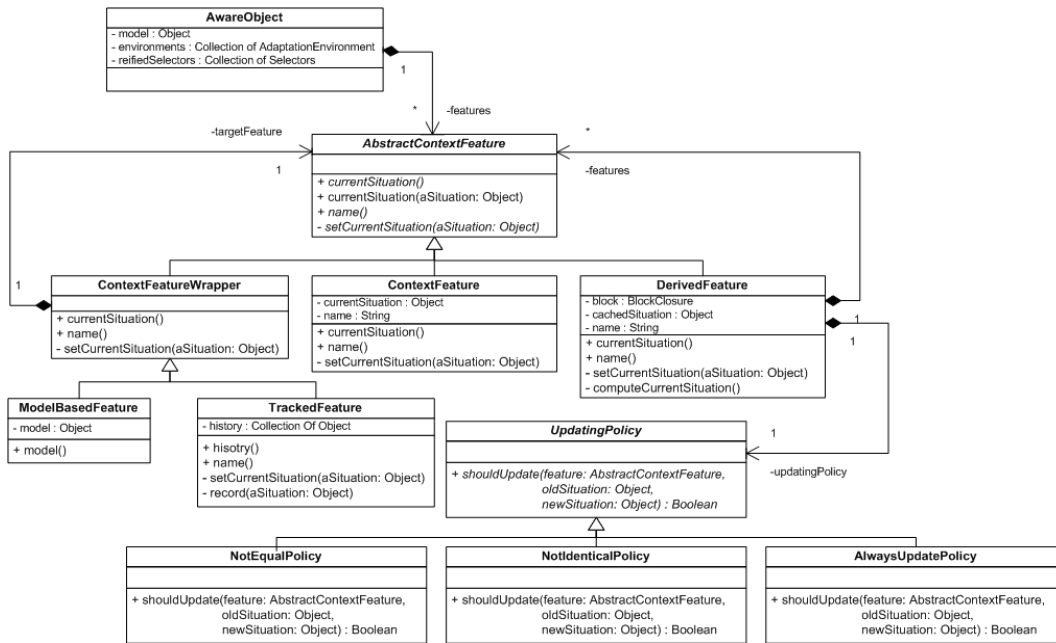 AwareObject
- model : Object
- environments : Collection of AdaptationEnvironment
- reifiedSelectors : Collection of Selectors
1
*
-features
-targetFeature
1
*
-features
AbstractContextFeature
+ currentSituation()
+ currentSituation(aSituation: Object)
+ name()
- setCurrentSituation(aSituation: Object)
1
ContextFeatureWrapper
+ currentSituation()
+ name()
- setCurrentSituation(aSituation: Object)
ContextFeature
- currentSituation : Object
- name : String
+ currentSituation()
+ name()
- setCurrentSituation(aSituation: Object)
DerivedFeature
- block : BlockClosure
- cachedSituation : Object
- name : String
+ currentSituation()
+ name()
- setCurrentSituation(aSituation: Object)
- computeCurrentSituation()
1
1
ModelBasedFeature
- model : Object
+ model()
TrackedFeature
- history : Collection Of Object
+ hisotry()
+ name()
- setCurrentSituation(aSituation: Object)
- record(aSituation: Object)
UpdatingPolicy
+ shouldUpdate(feature: AbstractContextFeature,
oldSituation: Object,
newSituation: Object) : Boolean
1
-updatingPolicy
NotEqualPolicy
+ shouldUpdate(feature: AbstractContextFeature,
oldSituation: Object,
newSituation: Object) : Boolean
NotIdenticalPolicy
+ shouldUpdate(feature: AbstractContextFeature,
oldSituation: Object,
newSituation: Object) : Boolean
AlwaysUpdatePolicy
+ shouldUpdate(feature: AbstractContextFeature,
oldSituation: Object,
newSituation: Object) : Boolean